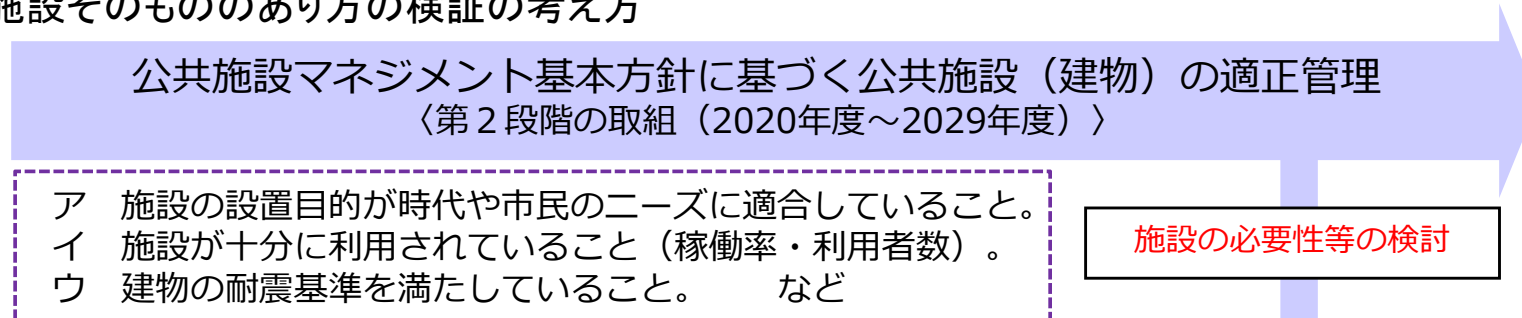 施設そのもののあり方の検証の考え方
公共施設マネジメント基本方針に基づく公共施設（建物）の適正管理
〈第２段階の取組（2020年度～2029年度）〉
ア　施設の設置目的が時代や市民のニーズに適合していること。
イ　施設が十分に利用されていること（稼働率・利用者数）。
ウ　建物の耐震基準を満たしていること。　　など
施設の必要性等の検討